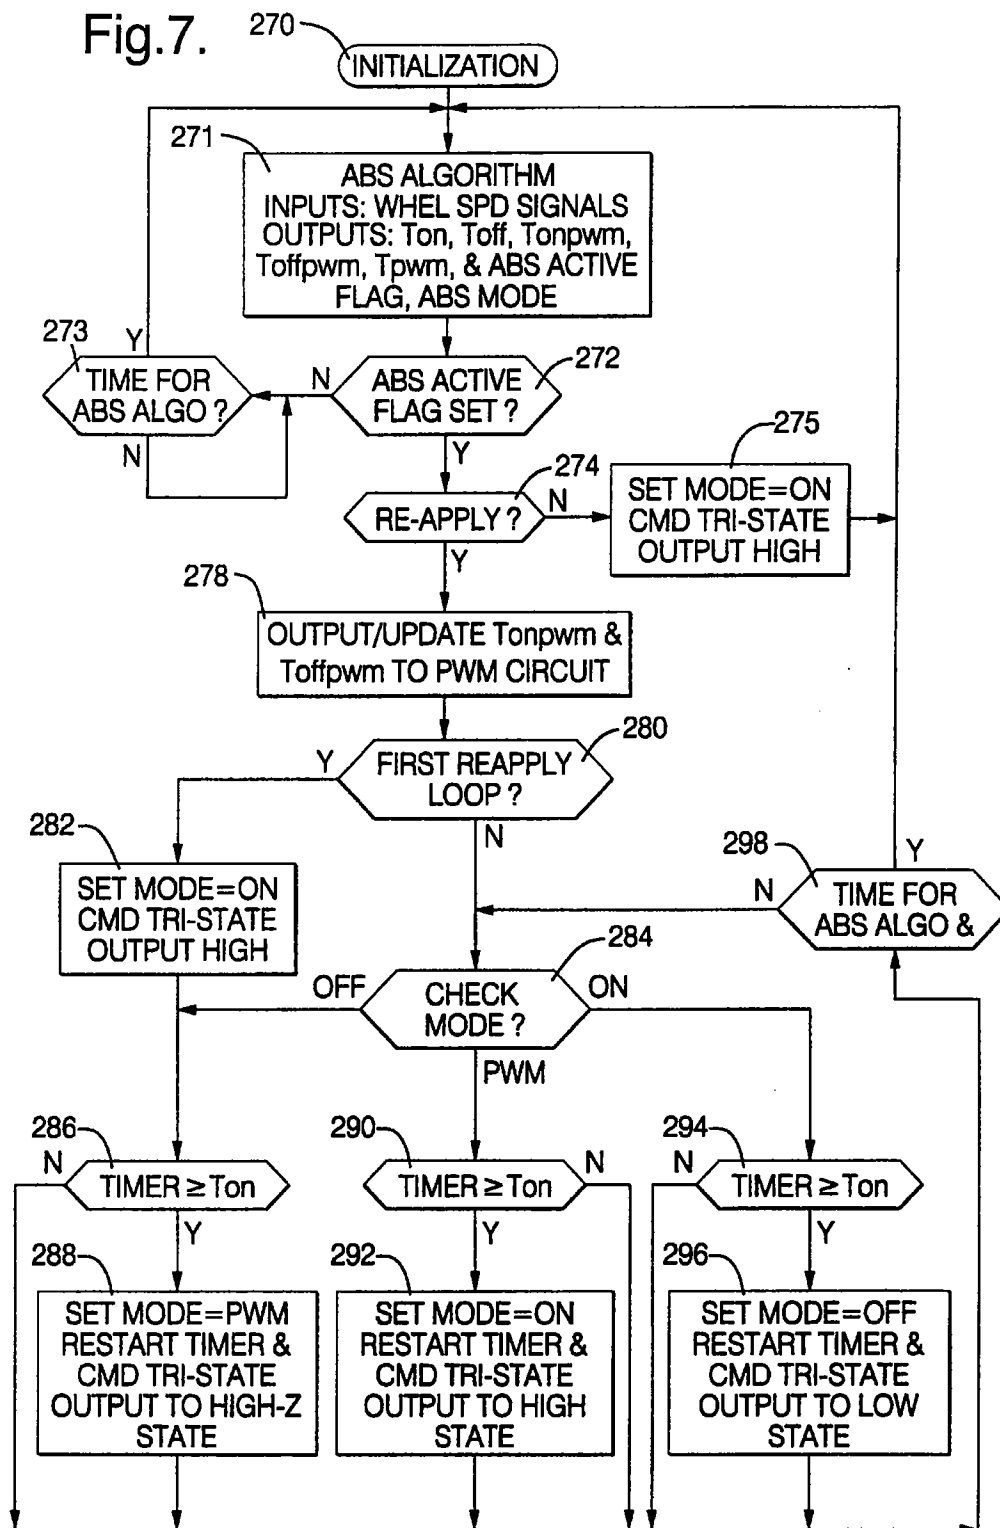 Fig.7.
270
INITIALIZATION
271
ABS ALGORITHM
INPUTS: WHEL SPD SIGNALS
OUTPUTS: Ton, Toff, Tonpwm,
Toffpwm, Tpwm, & ABS ACTIVE
FLAG, ABS MODE
273
Y
TIME FOR
ABS ALGO ?
N
N
ABS ACTIVE
FLAG SET ?
272
Y
274
RE-APPLY ?
N
275
SET MODE=ON
CMD TRI-STATE
OUTPUT HIGH
Y
278
OUTPUT/UPDATE Tonpwm &
Toffpwm TO PWM CIRCUIT
280
Y
FIRST REAPPLY
LOOP ?
N
282
SET MODE=ON
CMD TRI-STATE
OUTPUT HIGH
298
Y
N
TIME FOR
ABS ALGO &
284
OFF
CHECK
MODE ?
ON
PWM
286
N
TIMER ≥ Ton
Y
290
TIMER ≥ Ton
N
Y
294
N
TIMER ≥ Ton
Y
288
SET MODE=PWM
RESTART TIMER &
CMD TRI-STATE
OUTPUT TO HIGH-Z
STATE
292
SET MODE=ON
RESTART TIMER &
CMD TRI-STATE
OUTPUT TO HIGH
STATE
296
SET MODE=OFF
RESTART TIMER &
CMD TRI-STATE
OUTPUT TO LOW
STATE